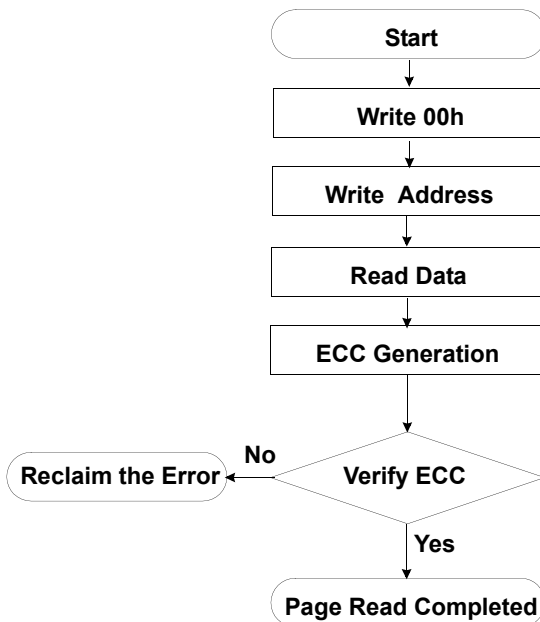 Start
Write 00h
Write Address
Read Data
ECC Generation
No
Reclaim the Error
Verify ECC
Yes
Page Read Completed